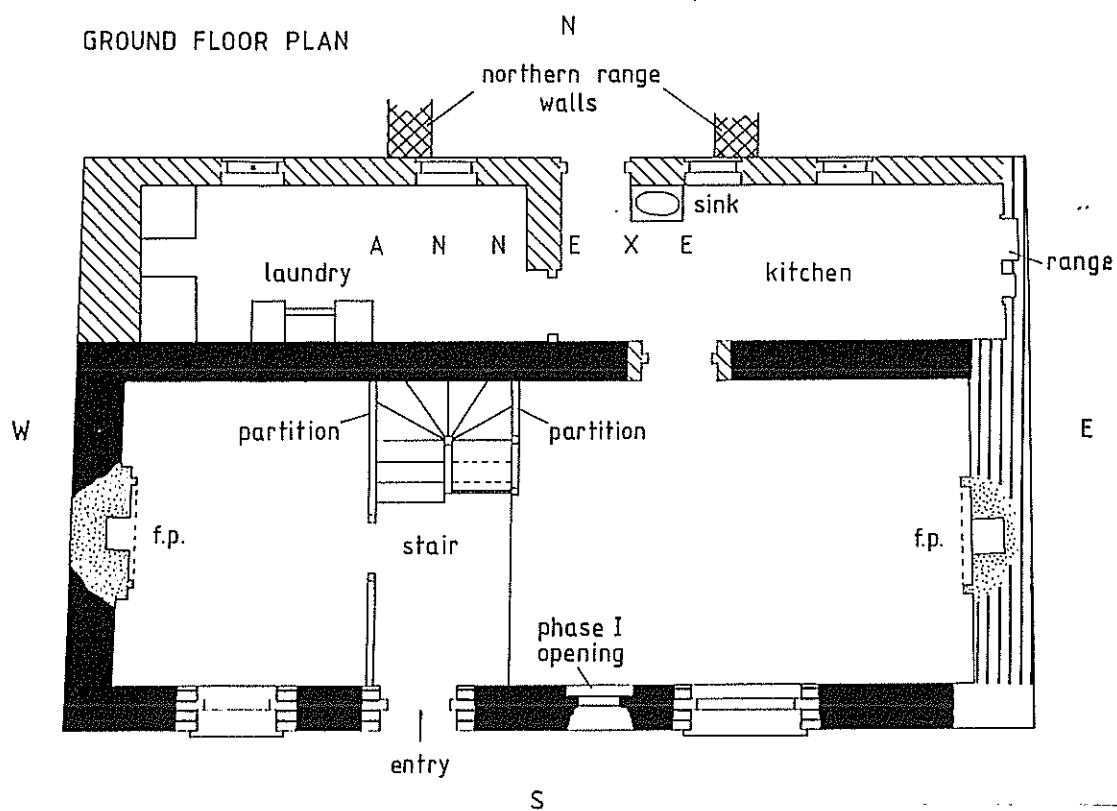 N
GROUND FLOOR PLAN
northern range
walls
sink
A N N E X E
laundry
kitchen
range
W
partition
partition
E
f.p.
stair
f.p.
phase I
opening
entry
S